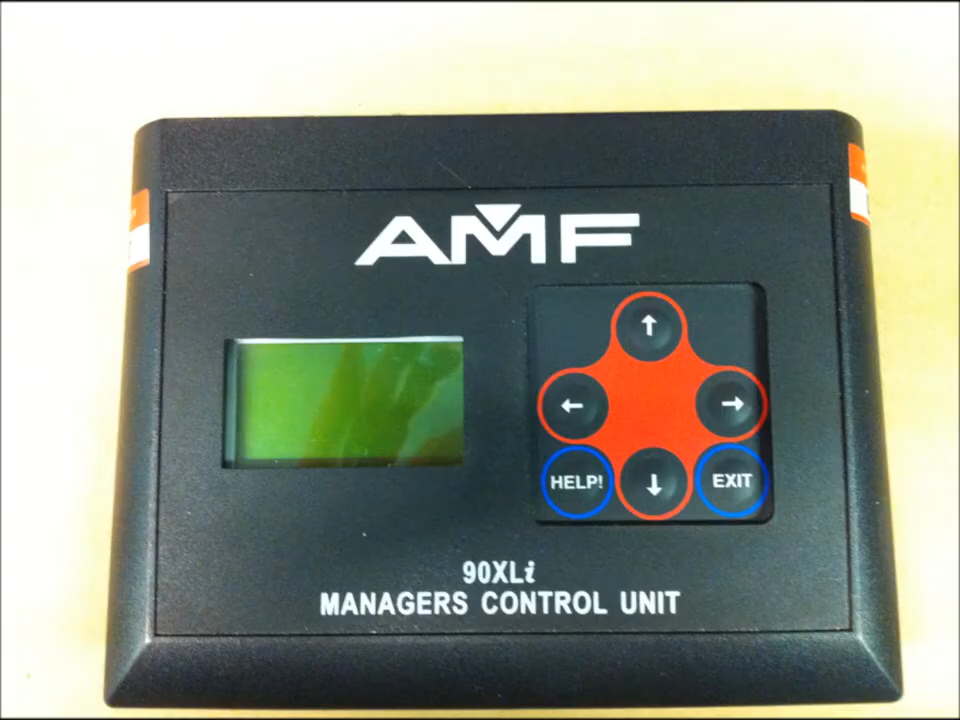 AMF
↑
← →
HELP! ↓ EXIT
90XLi
MANAGERS CONTROL UNIT